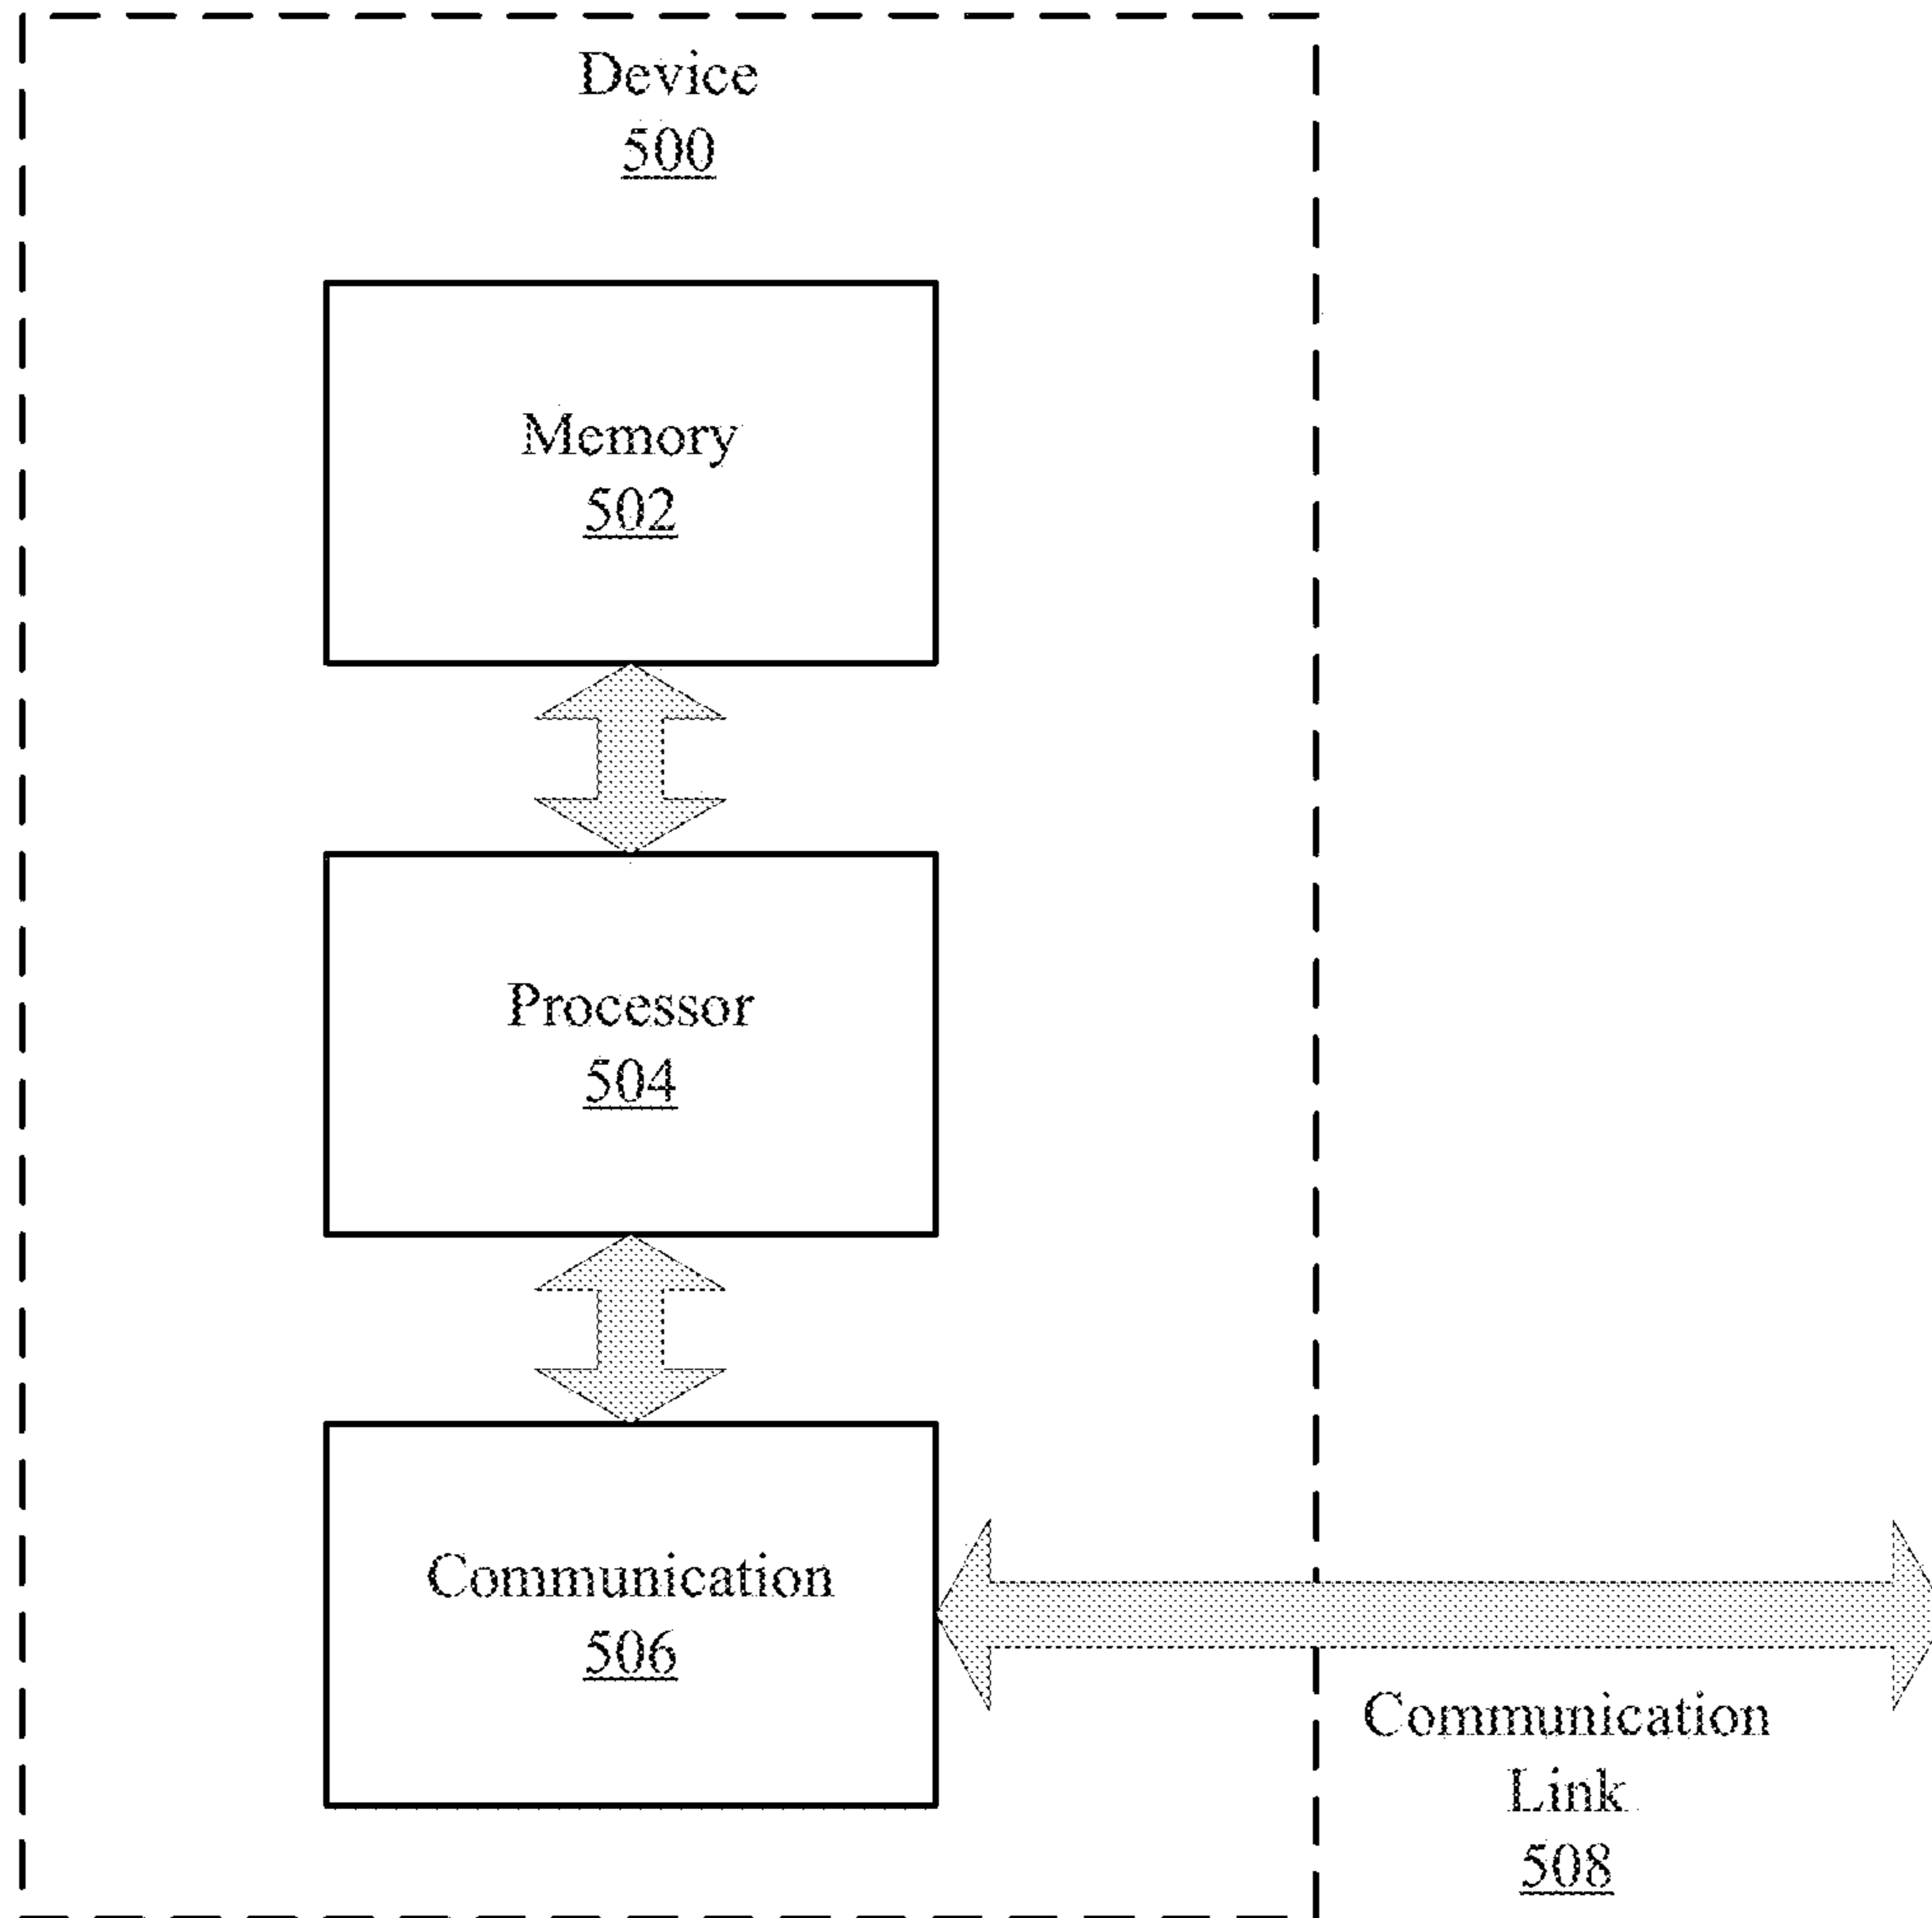 Device
500
Memory
502
Processor
504
Communication
506
Communication
Link
508